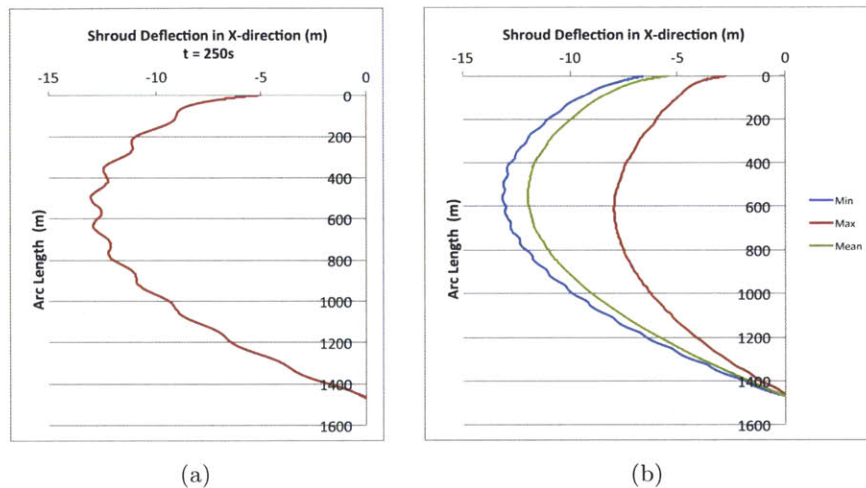 Shroud Deflection in X-direction (m)
t = 250s
-15 -10 -5 0
0
200
400
600
800
1000
1200
1400
1600
Arc Length (m)
(a)
Shroud Deflection in X-direction (m)
-15 -10 -5 0
0
200
400
600
800
1000
1200
1400
1600
Arc Length (m)
Min
Max
Mean
(b)